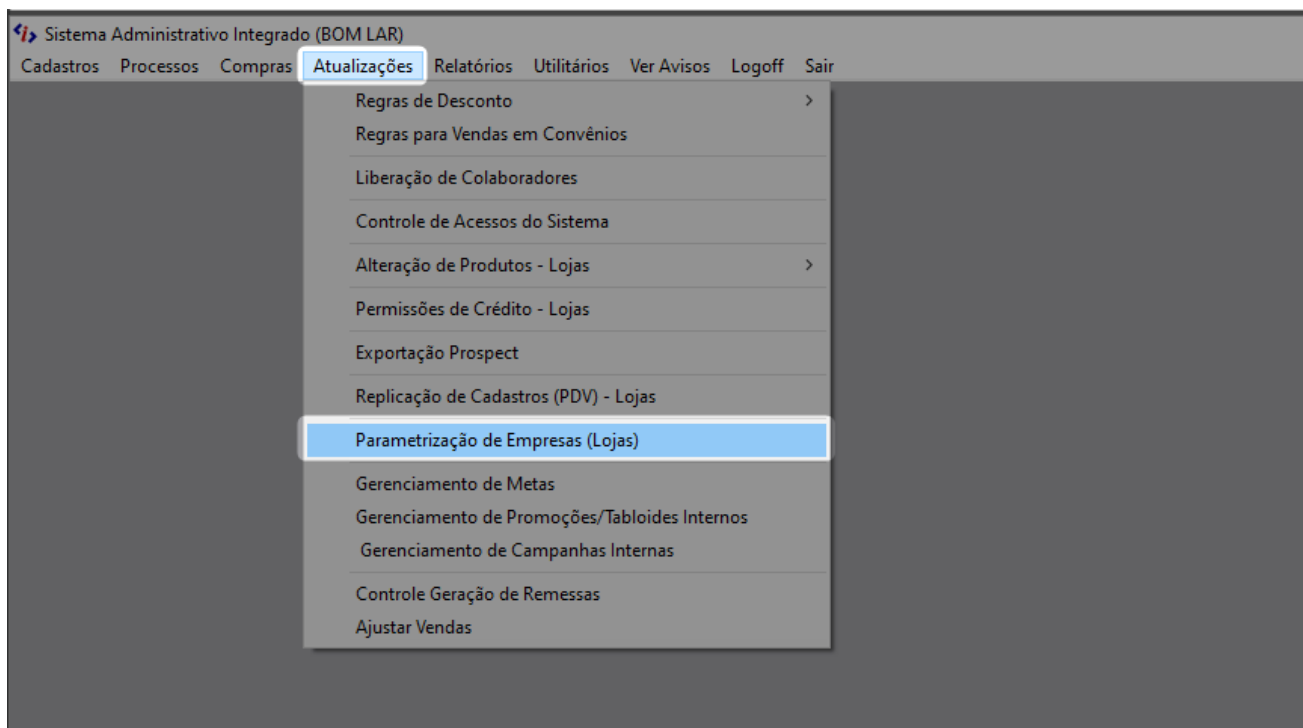 Sistema Administrativo Integrado (BOM LAR)
Cadastros Processos Compras Atualizações Relatórios Utilitários Ver Avisos Logoff Sair
Regras de Desconto
Regras para Vendas em Convênios
Liberação de Colaboradores
Controle de Acessos do Sistema
Alteração de Produtos - Lojas
Permissões de Crédito - Lojas
Exportação Prospect
Replicação de Cadastros (PDV) - Lojas
Parametrização de Empresas (Lojas)
Gerenciamento de Metas
Gerenciamento de Promoções/Tabloides Internos
Gerenciamento de Campanhas Internas
Controle Geração de Remessas
Ajustar Vendas